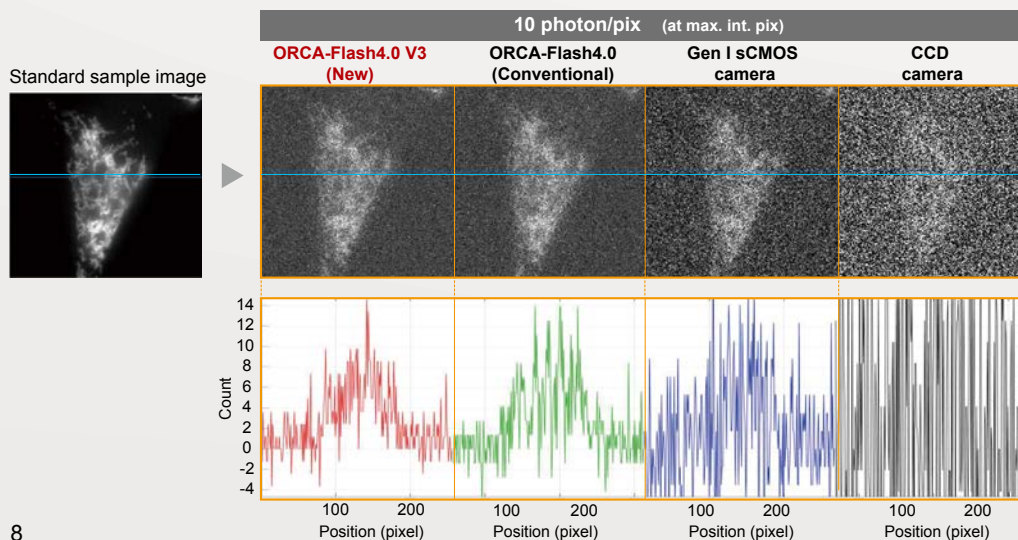 10 photon/pix (at max. int. pix)
Standard sample image
ORCA-Flash4.0 V3
(New)
ORCA-Flash4.0
(Conventional)
Gen I sCMOS
camera
CCD
camera
Count
14
12
10
8
6
4
2
0
-2
-4
100 200
100 200
100 200
100 200
Position (pixel)
Position (pixel)
Position (pixel)
Position (pixel)
8